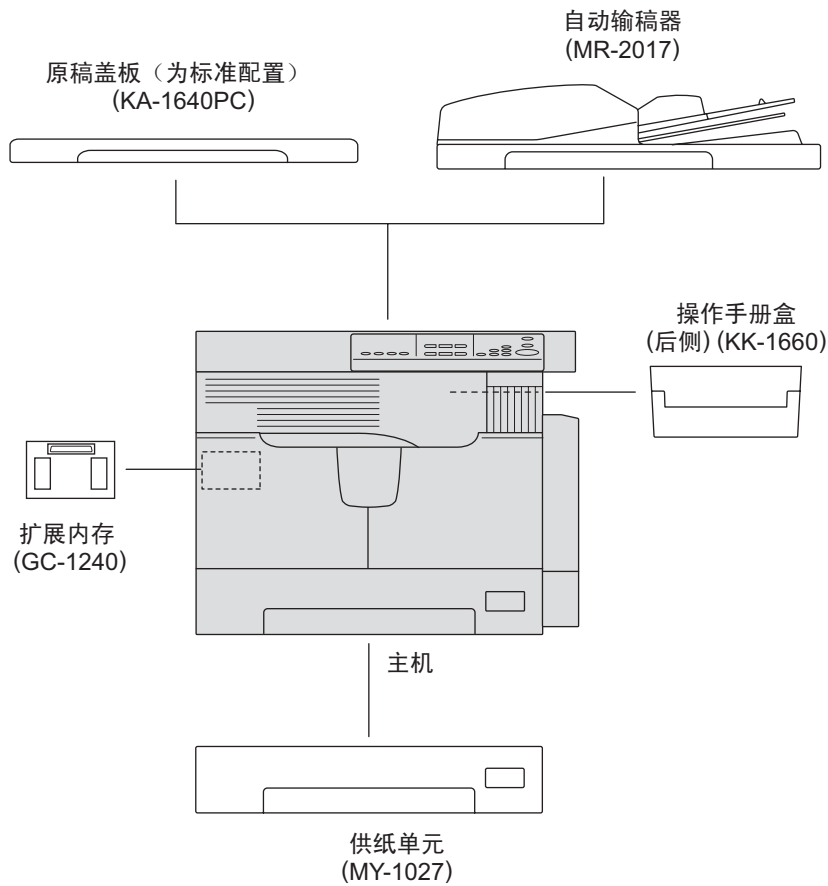 自动输稿器
(MR-2017)
原稿盖板（为标准配置）
(KA-1640PC)
操作手册盒
(后侧) (KK-1660)
扩展内存
(GC-1240)
主机
供纸单元
(MY-1027)